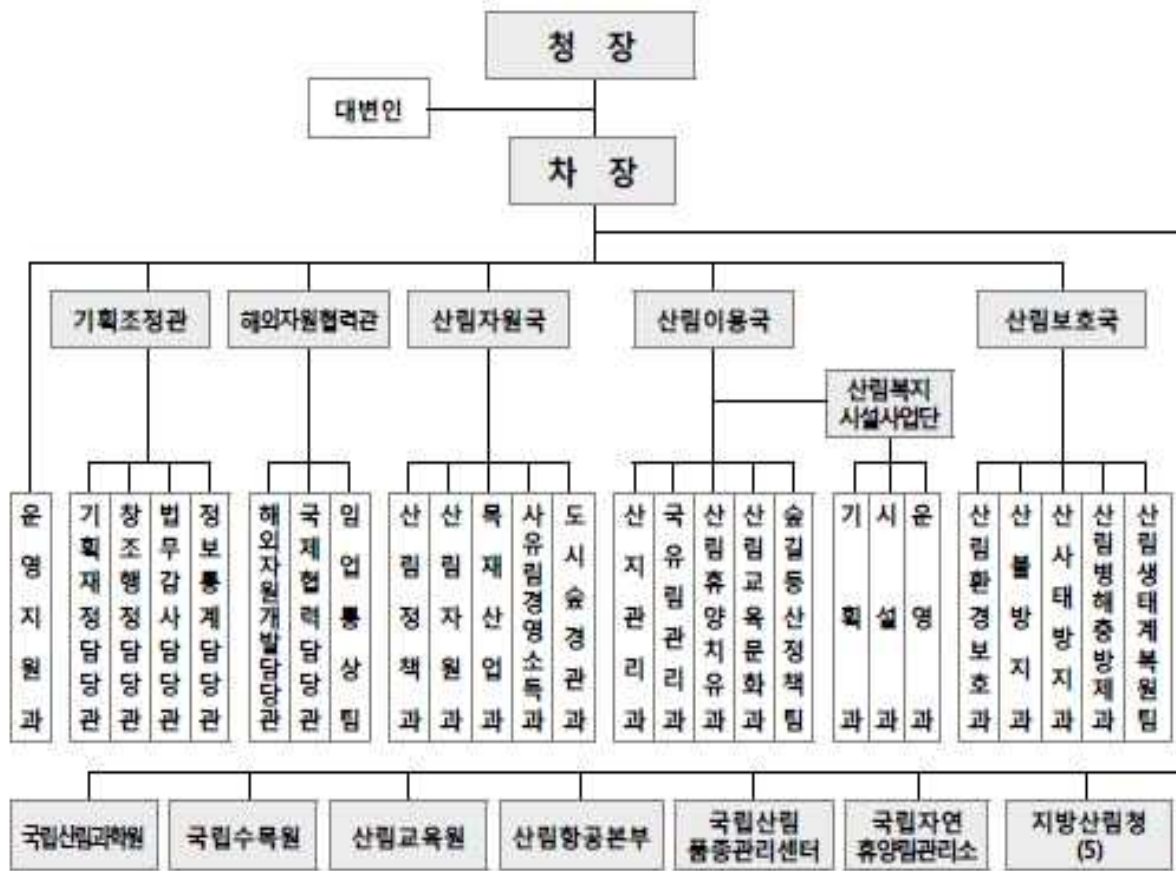 청 장
대변인
차 장
기획조정관
해외자원협력관
산림자원국
산림이용국
산림보호국
산림복지
시설사업단
운영지원과
기획재정담당관
창조행정담당관
법무감사담당관
정보통계담당관
해외자원개발담당관
국제협력담당관
임업통상팀
산림정책과
산림자원과
목재산업과
사유림경영소득과
도시숲경관과
산지관리과
국유림관리과
산림휴양치유과
산림교육문화과
숲길등산정책팀
기획과
시설과
운영과
산림환경보호과
산불방지과
산사태방지과
산림병해충방제과
산림생태계복원팀
국립산림과학원
국립수목원
산림교육원
산림항공본부
국립산림
품종관리센터
국립자연
휴양림관리소
지방산림청
(5)